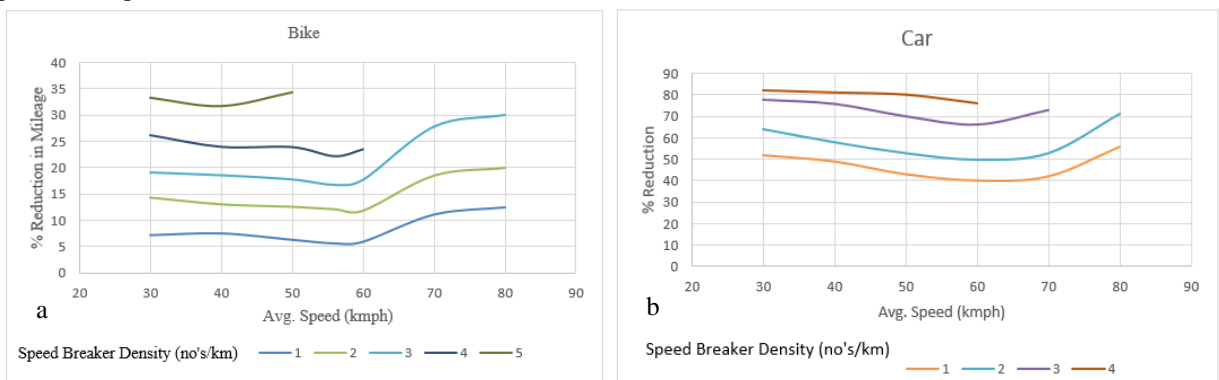 Bike
% Reduction in Mileage
40
35
30
25
20
15
10
5
0
20 30 40 50 60 70 80 90
a
Avg. Speed (kmph)
Speed Breaker Density (no's/km) 1 2 3 4 5
Car
% Reduction
90
80
70
60
50
40
30
20
10
0
20 30 40 50 60 70 80 90
b
Avg. Speed (kmph)
Speed Breaker Density (no's/km)
1 2 3 4